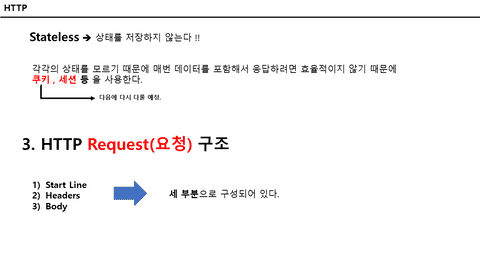 HTTP
Stateless → 상태를 저장하지 않는다 !!
각각의 상태를 모르기 때문에 매번 데이터를 포함해서 응답하려면 효율적이지 않기 때문에
쿠키 , 세션 등 을 사용한다.
다음에 다시 다룰 예정.
3. HTTP Request(요청) 구조
1) Start Line
2) Headers
3) Body
세 부분으로 구성되어 있다.